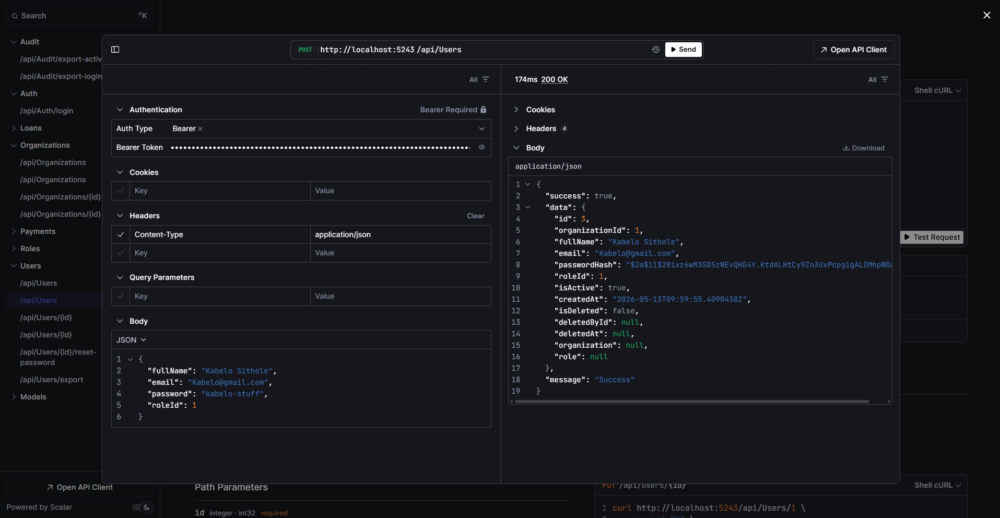 Search ^K
Audit
/api/Audit/export-activ
/api/Audit/export-login
Auth
/api/Auth/login
Loans
Organizations
/api/Organizations
/api/Organizations
/api/Organizations/{id}
/api/Organizations/{id}
Payments
Roles
Users
/api/Users
/api/Users
/api/Users/{id}
/api/Users/{id}
/api/Users/{id}/reset-
password
/api/Users/export
Models
Open API Client
Powered by Scalar
POST http://localhost:5243 /api/Users
Send
Open API Client
All
Authentication Bearer Required
Auth Type Bearer ×
Bearer Token
Cookies
Key Value
Headers Clear
Content-Type application/json
Key Value
Query Parameters
Key Value
Body
JSON
1 {
2 "fullName": "Kabelo Sithole",
3 "email": "Kabelo@gmail.com",
4 "password": "kabelo-stuff",
5 "roleId": 1
6 }
174ms 200 OK All
Cookies
Headers 4
Body Download
application/json
1 {
2 "success": true,
3 "data": {
4 "id": 3,
5 "organizationId": 1,
6 "fullName": "Kabelo Sithole",
7 "email": "Kabelo@gmail.com",
8 "passwordHash": "$2a$11$28ixz6wM3SD5zNEvQHG4Y.KtdALHtCy9Zn3UxPcpg1gALOMhpWDa
9 "roleId": 1,
10 "isActive": true,
11 "createdAt": "2026-05-13T09:59:55.4090438Z",
12 "isDeleted": false,
13 "deletedById": null,
14 "deletedAt": null,
15 "organization": null,
16 "role": null
17 },
18 "message": "Success"
19 }
Shell cURL
Test Request
Path Parameters
id integer · int32 required
PUT /api/Users/{id} Shell cURL
1 curl http://localhost:5243/api/Users/1 \